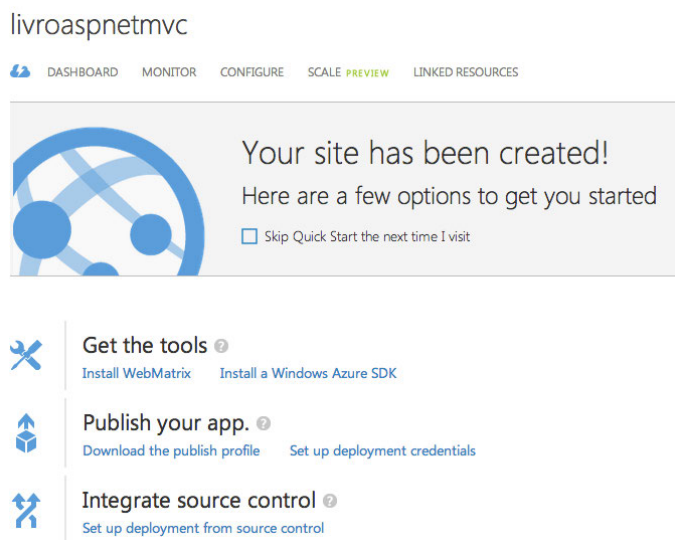 livroaspnetmvc
DASHBOARD MONITOR CONFIGURE SCALE PREVIEW LINKED RESOURCES
Your site has been created!
Here are a few options to get you started
Skip Quick Start the next time I visit
Get the tools ?
Install WebMatrix Install a Windows Azure SDK
Publish your app. ?
Download the publish profile Set up deployment credentials
Integrate source control ?
Set up deployment from source control